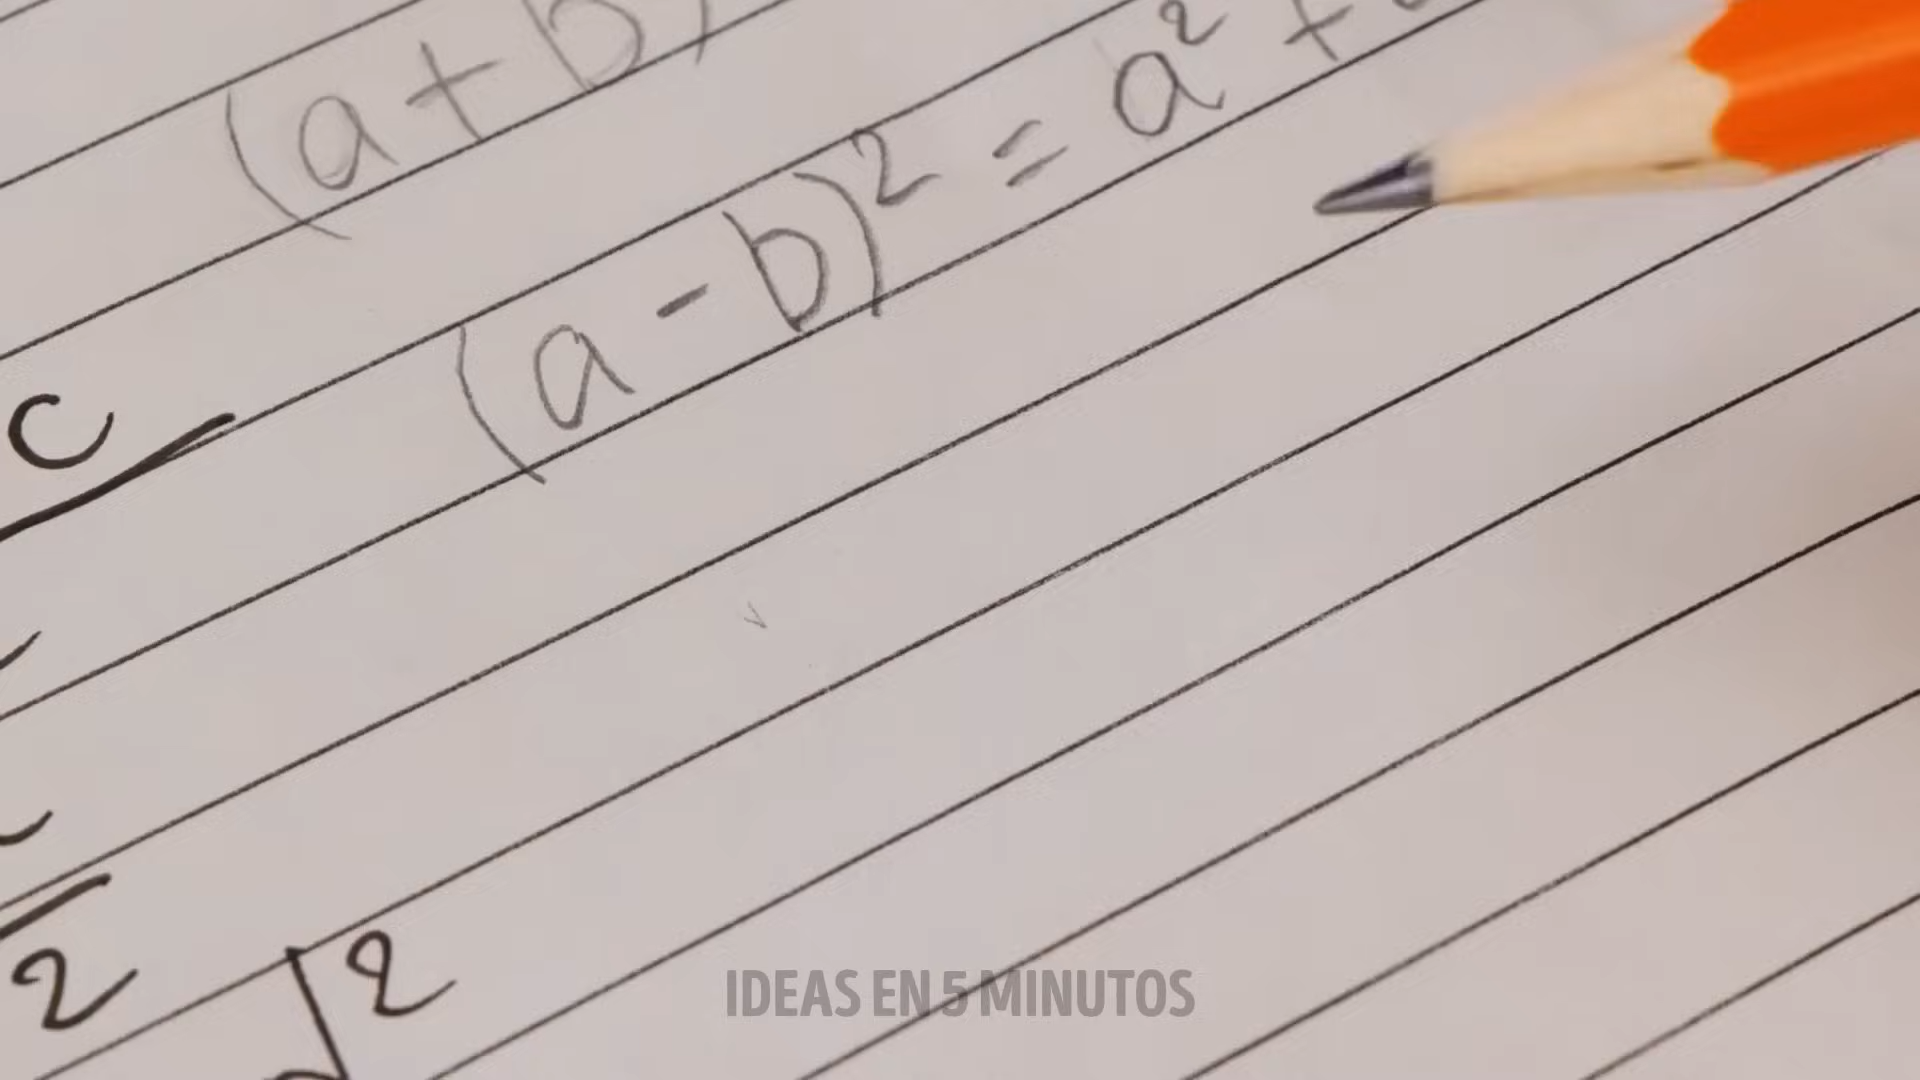 (a+b)
(a-b)² = a² +
c
2
√2
IDEAS EN 5 MINUTOS